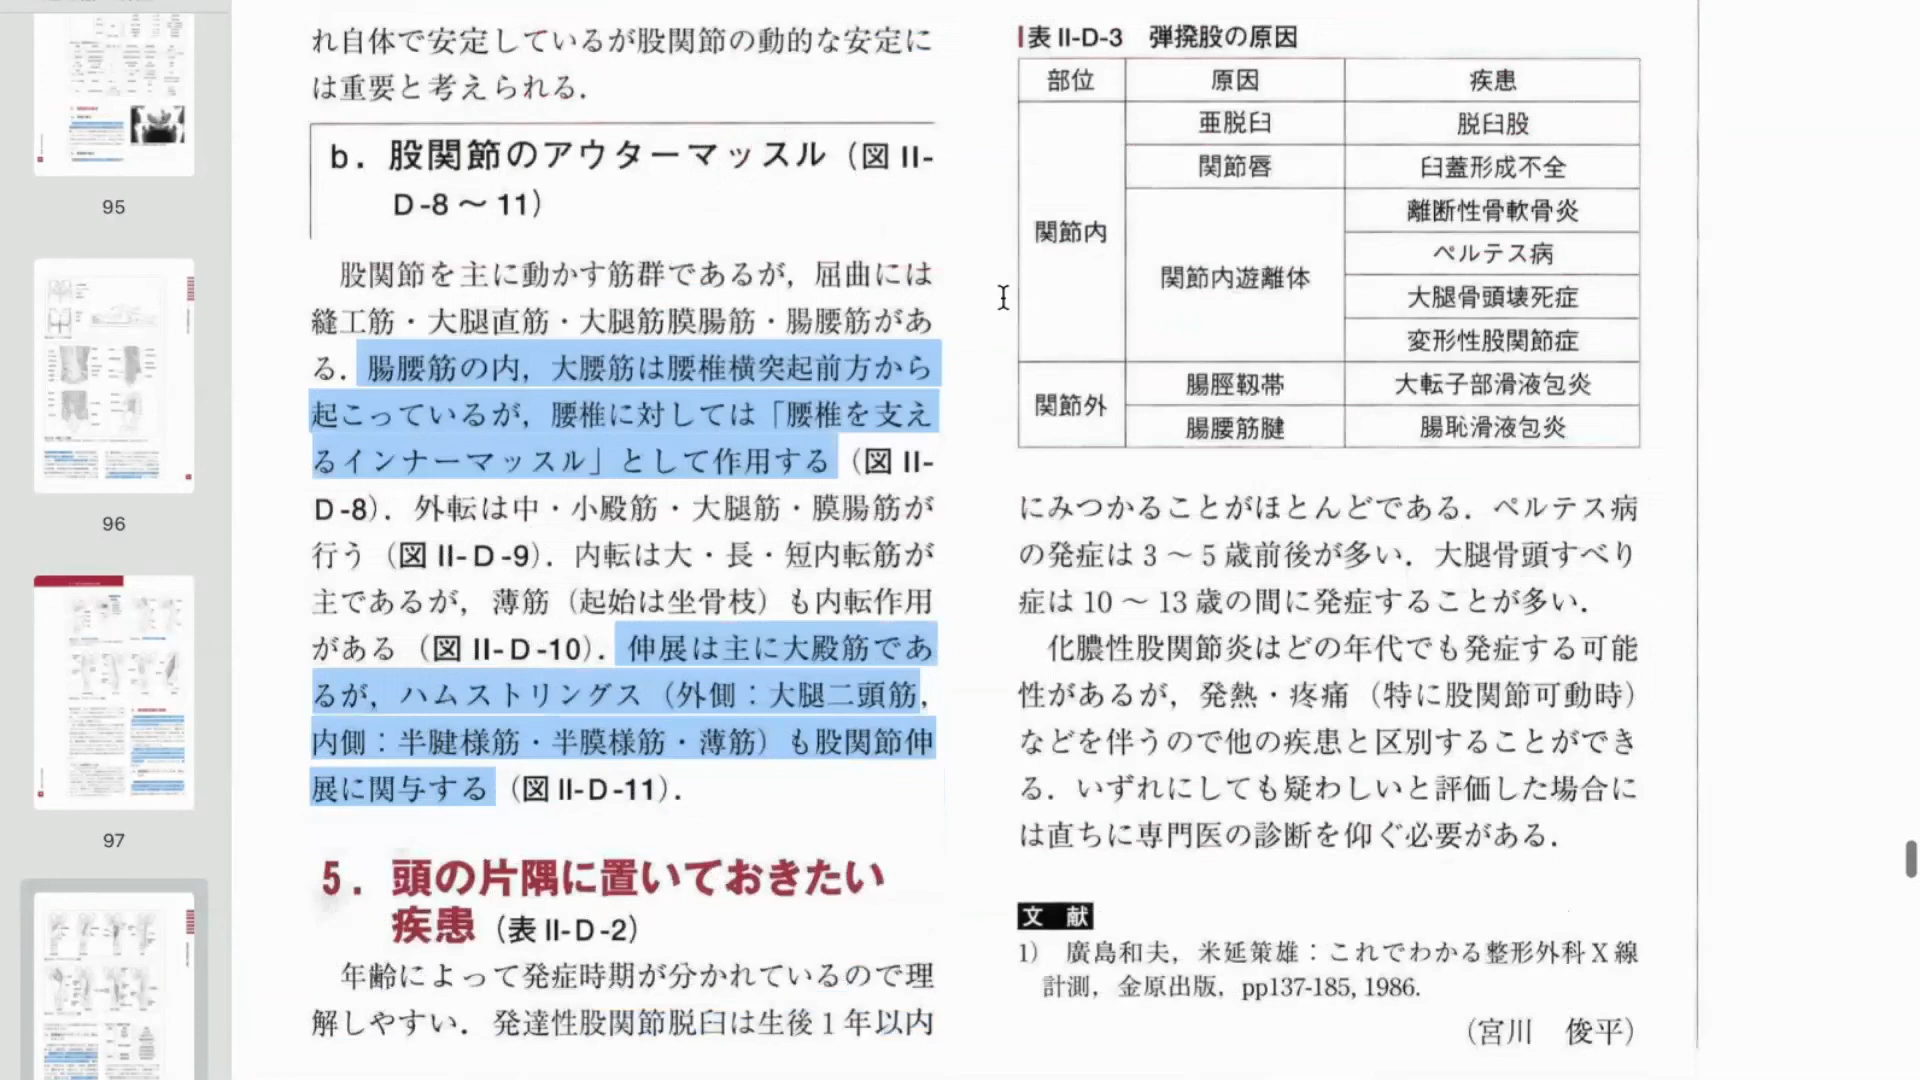 95
96
97
れ自体で安定しているが股関節の動的な安定に
は重要と考えられる．
b．股関節のアウターマッスル（図 II-
D-8～11）
股関節を主に動かす筋群であるが，屈曲には
縫工筋・大腿直筋・大腿筋膜腸筋・腸腰筋があ
る．腸腰筋の内，大腰筋は腰椎横突起前方から
起こっているが，腰椎に対しては「腰椎を支え
るインナーマッスル」として作用する（図 II-
D-8）．外転は中・小殿筋・大腿筋・膜腸筋が
行う（図 II-D-9）．内転は大・長・短内転筋が
主であるが，薄筋（起始は坐骨枝）も内転作用
がある（図 II-D-10）．伸展は主に大殿筋であ
るが，ハムストリングス（外側：大腿二頭筋，
内側：半腱様筋・半膜様筋・薄筋）も股関節伸
展に関与する（図 II-D-11）．
5．頭の片隅に置いておきたい
疾患（表 II-D-2）
年齢によって発症時期が分かれているので理
解しやすい．発達性股関節脱臼は生後 1 年以内
表 II-D-3　弾撥股の原因
部位　原因　疾患
関節内　亜脱臼　脱臼股
関節唇　臼蓋形成不全
関節内遊離体　離断性骨軟骨炎
ペルテス病
大腿骨頭壊死症
変形性股関節症
関節外　腸脛靱帯　大転子部滑液包炎
腸腰筋腱　腸恥滑液包炎
にみつかることがほとんどである．ペルテス病
の発症は 3～5 歳前後が多い．大腿骨頭すべり
症は 10～13 歳の間に発症することが多い．
化膿性股関節炎はどの年代でも発症する可能
性があるが，発熱・疼痛（特に股関節可動時）
などを伴うので他の疾患と区別することができ
る．いずれにしても疑わしいと評価した場合に
は直ちに専門医の診断を仰ぐ必要がある．
文　献
1)　廣島和夫，米延策雄：これでわかる整形外科 X 線
計測，金原出版，pp137-185, 1986.
（宮川　俊平）